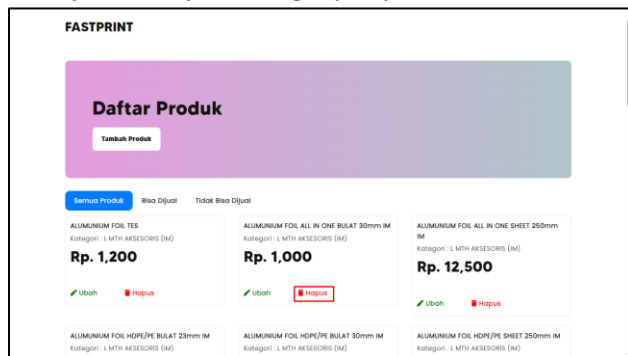 FASTPRINT
Daftar Produk
Tambah Produk
Semua Produk Bisa Dijual Tidak Bisa Dijual
ALUMUNIUM FOIL TES
Kategori : L MTH AKSESORIS (IM)
Rp. 1,200
Ubah Hapus
ALUMUNIUM FOIL ALL IN ONE BULAT 30mm IM
Kategori : L MTH AKSESORIS (IM)
Rp. 1,000
Ubah Hapus
ALUMUNIUM FOIL ALL IN ONE SHEET 250mm
IM
Kategori : L MTH AKSESORIS (IM)
Rp. 12,500
Ubah Hapus
ALUMUNIUM FOIL HDPE/PE BULAT 23mm IM
Kategori : L MTH AKSESORIS (IM)
ALUMUNIUM FOIL HDPE/PE BULAT 30mm IM
Kategori : L MTH AKSESORIS (IM)
ALUMUNIUM FOIL HDPE/PE SHEET 250mm IM
Kategori : L MTH AKSESORIS (IM)